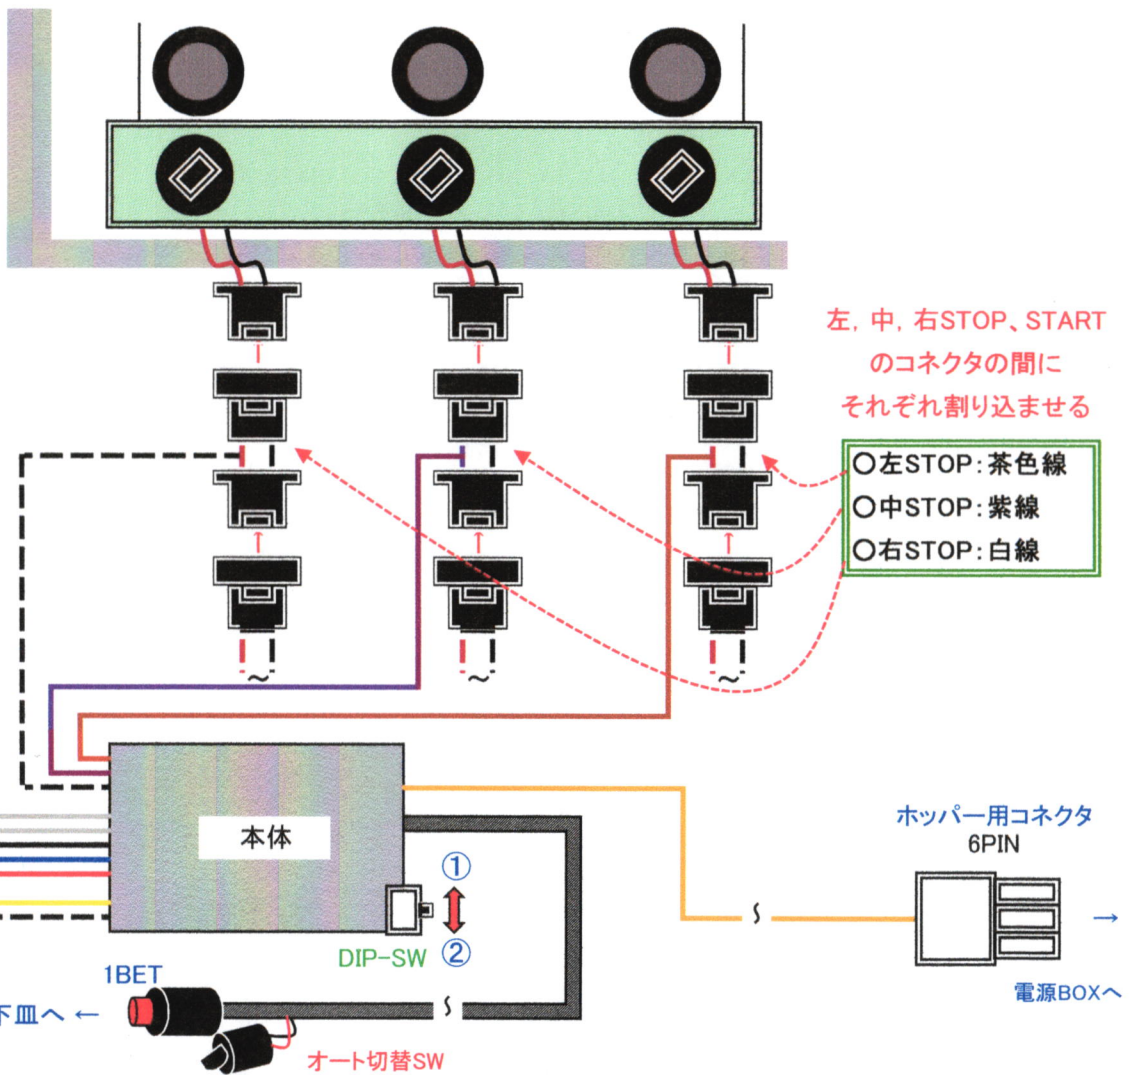 左, 中, 右STOP、START
のコネクタの間に
それぞれ割り込ませる
○左STOP：茶色線
○中STOP：紫線
○右STOP：白線
本体
ホッパー用コネクタ
6PIN
①
②
DIP-SW
電源BOXへ →
1BET
下皿へ ←
オート切替SW